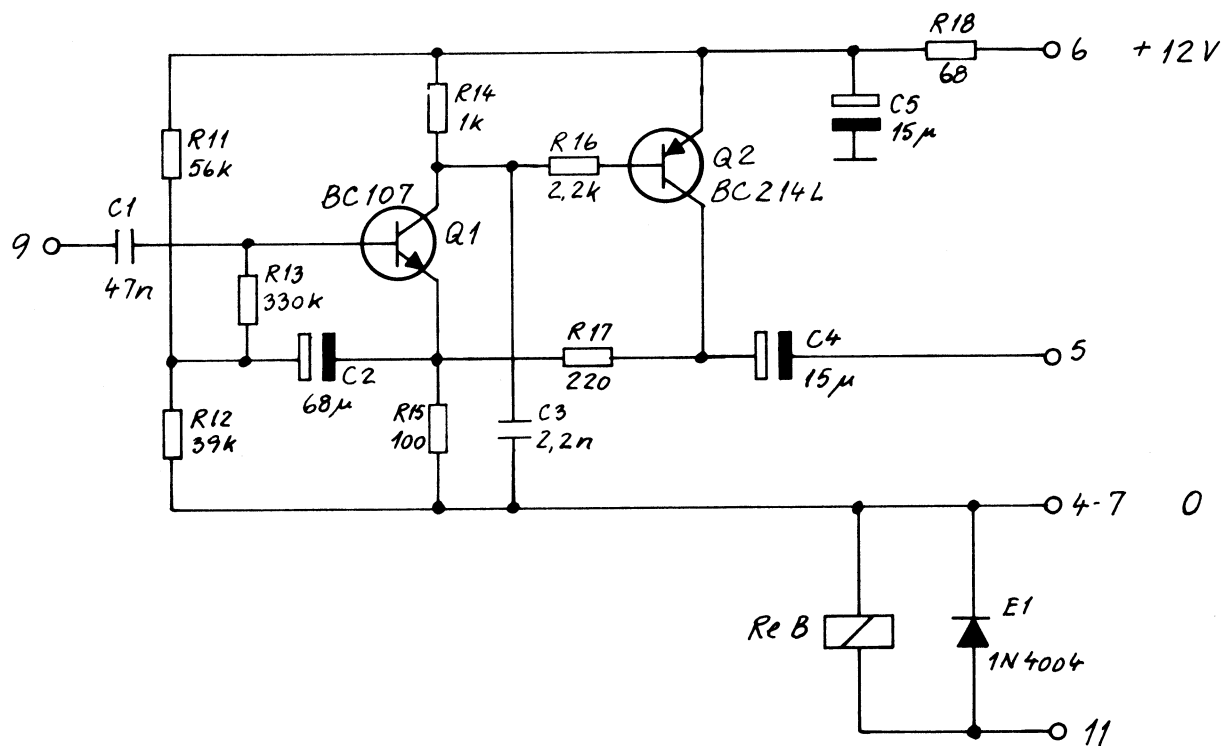 R18
6 +12V
68
R14
1k
C5
15µ
R11
56k
R16
2,2k
Q2
BC214L
BC107
Q1
C1
9
47n
R13
330k
R17
220
C4
15µ
5
C2
68µ
R12
39k
R15
100
C3
2,2n
4-7 0
Re B
E1
1N4004
11